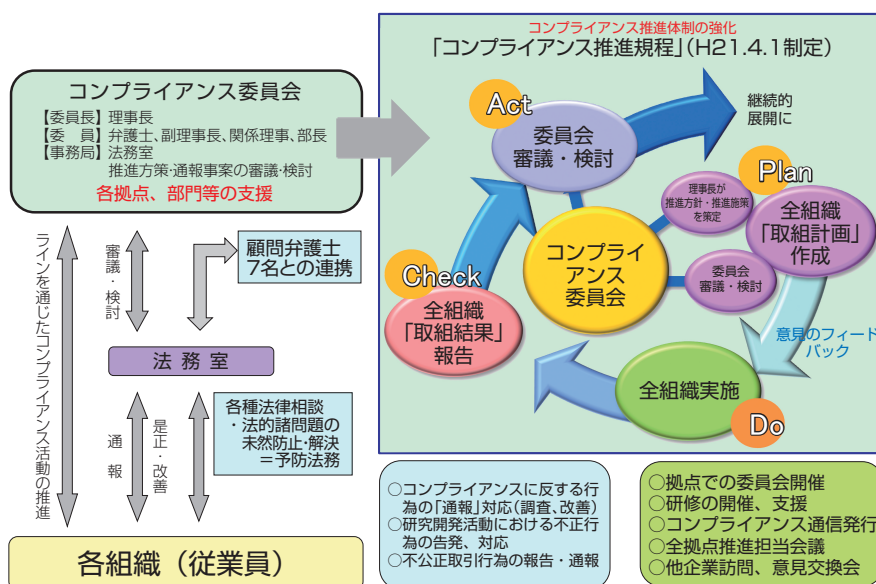 コンプライアンス委員会
【委員長】理事長
【委　員】弁護士、副理事長、関係理事、部長
【事務局】法務室
推進方策・通報事案の審議・検討
各拠点、部門等の支援
ラインを通じたコンプライアンス活動の推進
審議・検討
顧問弁護士
7名との連携
法務室
通報
是正・改善
各種法律相談
・法的諸問題の
未然防止・解決
＝予防法務
各組織（従業員）
コンプライアンス推進体制の強化
「コンプライアンス推進規程」（H21.4.1制定）
Act
委員会
審議・検討
継続的
展開に
Plan
理事長が
推進方針・推進施策
を策定
全組織
「取組計画」
作成
委員会
審議・検討
コンプライ
アンス
委員会
Check
全組織
「取組結果」
報告
意見のフィード
バック
全組織実施
Do
○コンプライアンスに反する行
為の「通報」対応（調査、改善）
○研究開発活動における不正行
為の告発、対応
○不公正取引行為の報告・通報
○拠点での委員会開催
○研修の開催、支援
○コンプライアンス通信発行
○全拠点推進担当会議
○他企業訪問、意見交換会